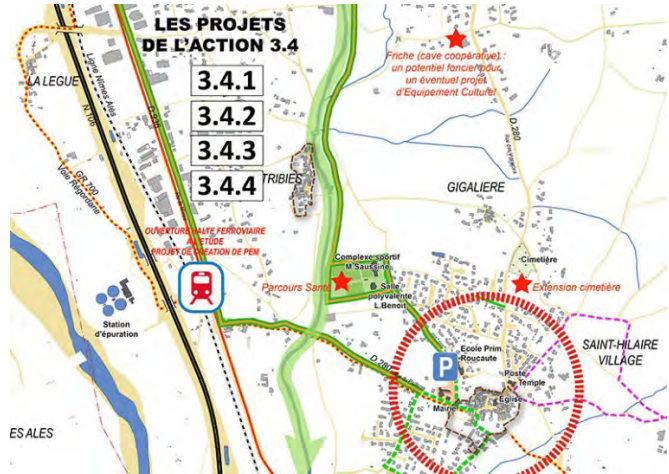 LES PROJETS
DE L'ACTION 3.4
3.4.1
3.4.2
3.4.3
3.4.4
LA LEGUE
Ligne Nîmes Alès
N.106
D.936
GR 700
Voie Régordane
TRIBIES
OUVERTURE HALTE FERROVIAIRE
A L'ETUDE
PROJET DE CREATION DE PEM
Station
d'épuration
ES ALES
Friche (cave coopérative) :
un potentiel foncier pour
un éventuel projet
d'Equipement Culturel
D.280
GIGALIERE
Complexe sportif
M.Saussine
Parcours Santé
Salle
polyvalente
L.Benoit
Cimetière
Extension cimetière
D.280
Ecole Prim.
Roucaute
P
Poste
Temple
Eglise
Mairie
SAINT-HILAIRE
VILLAGE